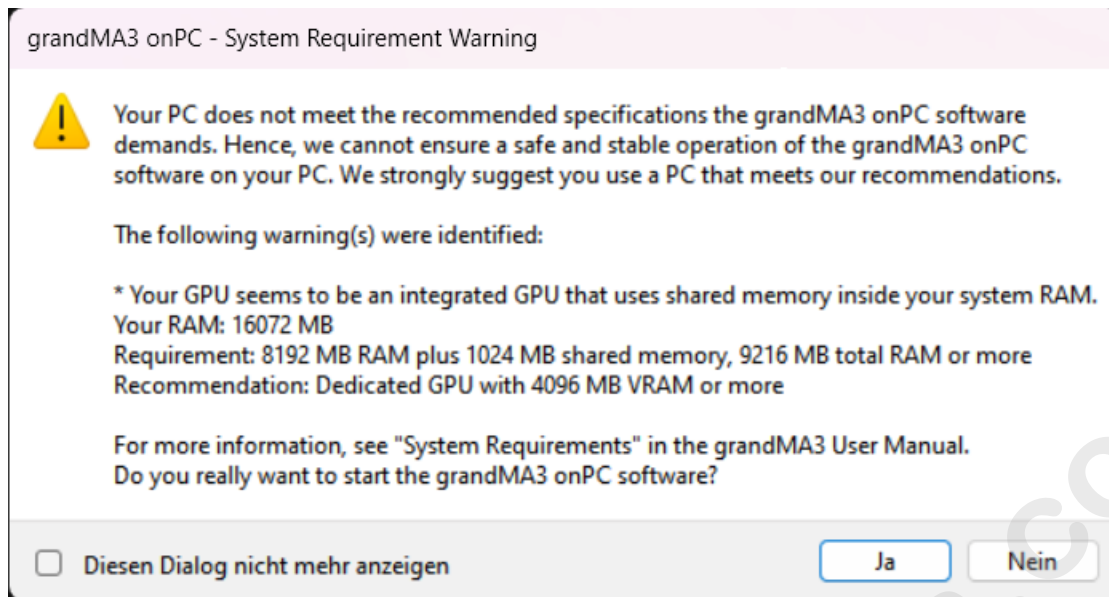 grandMA3 onPC - System Requirement Warning
Your PC does not meet the recommended specifications the grandMA3 onPC software
demands. Hence, we cannot ensure a safe and stable operation of the grandMA3 onPC
software on your PC. We strongly suggest you use a PC that meets our recommendations.
The following warning(s) were identified:
* Your GPU seems to be an integrated GPU that uses shared memory inside your system RAM.
Your RAM: 16072 MB
Requirement: 8192 MB RAM plus 1024 MB shared memory, 9216 MB total RAM or more
Recommendation: Dedicated GPU with 4096 MB VRAM or more
For more information, see "System Requirements" in the grandMA3 User Manual.
Do you really want to start the grandMA3 onPC software?
Diesen Dialog nicht mehr anzeigen
Ja
Nein